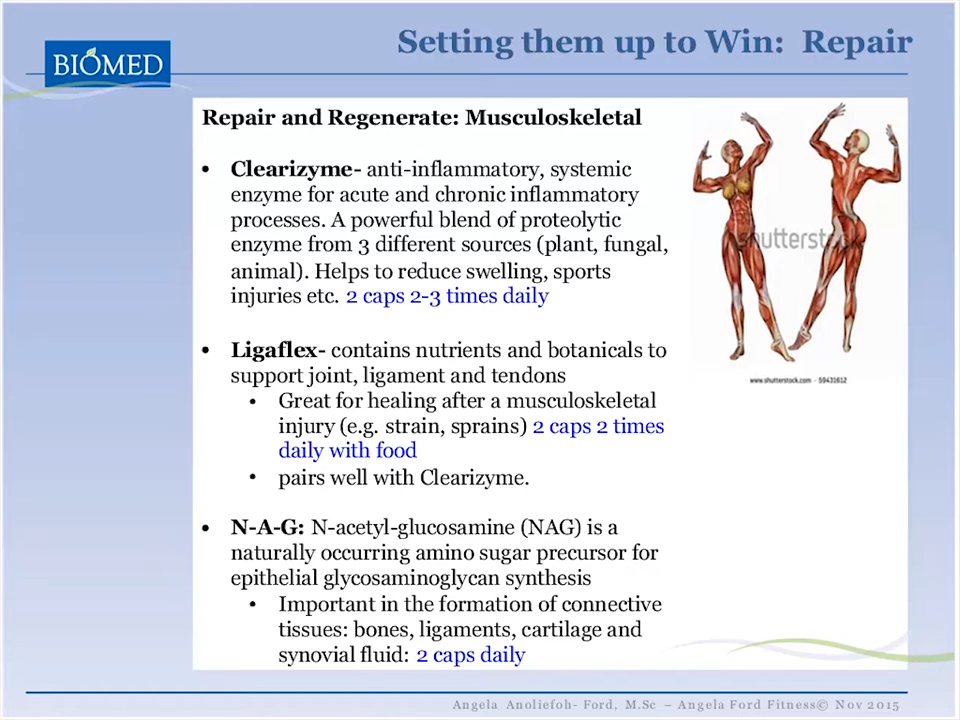 Setting them up to Win: Repair
BIOMED
Repair and Regenerate: Musculoskeletal
• Clearizyme- anti-inflammatory, systemic
enzyme for acute and chronic inflammatory
processes. A powerful blend of proteolytic
enzyme from 3 different sources (plant, fungal,
animal). Helps to reduce swelling, sports
injuries etc. 2 caps 2-3 times daily
• Ligaflex- contains nutrients and botanicals to
support joint, ligament and tendons
• Great for healing after a musculoskeletal
injury (e.g. strain, sprains) 2 caps 2 times
daily with food
• pairs well with Clearizyme.
• N-A-G: N-acetyl-glucosamine (NAG) is a
naturally occurring amino sugar precursor for
epithelial glycosaminoglycan synthesis
• Important in the formation of connective
tissues: bones, ligaments, cartilage and
synovial fluid: 2 caps daily
shutterstock
www.shutterstock.com · 59431612
Angela Anoliefoh- Ford, M.Sc – Angela Ford Fitness© Nov 2015